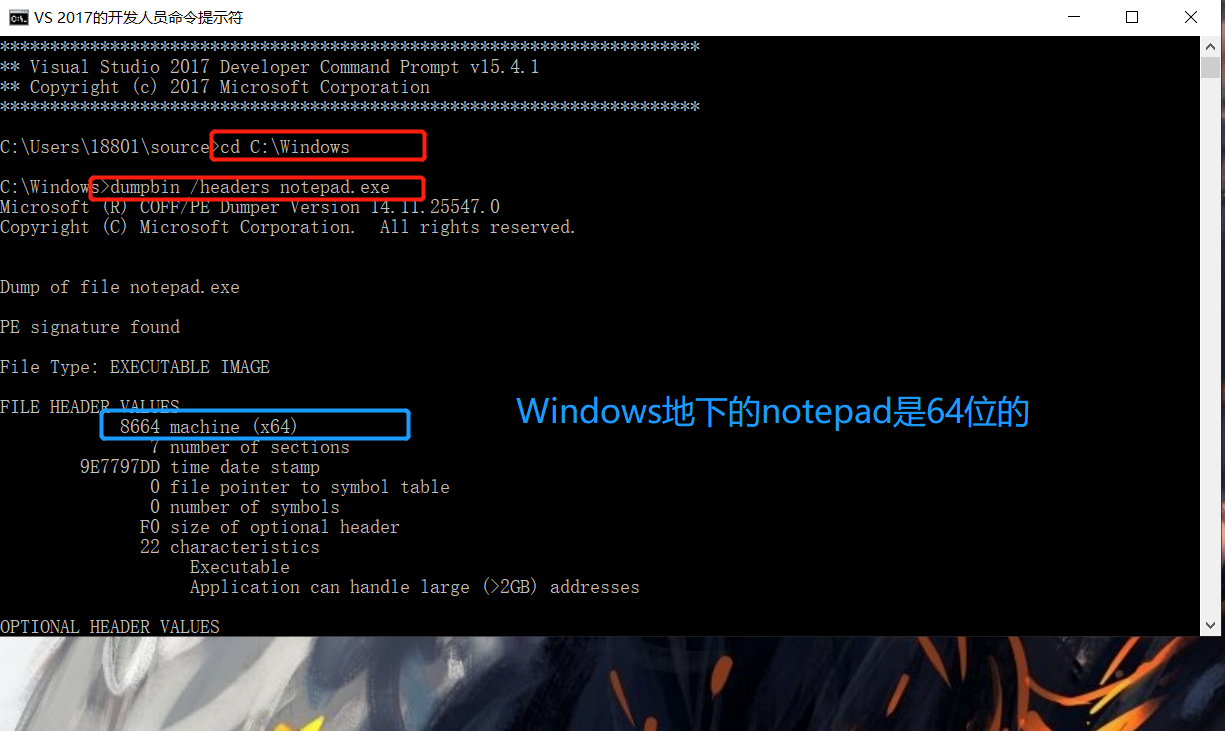 VS 2017的开发人员命令提示符
**********************************************************************
** Visual Studio 2017 Developer Command Prompt v15.4.1
** Copyright (c) 2017 Microsoft Corporation
**********************************************************************
C:\Users\18801\source>cd C:\Windows
C:\Windows>dumpbin /headers notepad.exe
Microsoft (R) COFF/PE Dumper Version 14.11.25547.0
Copyright (C) Microsoft Corporation.  All rights reserved.
Dump of file notepad.exe
PE signature found
File Type: EXECUTABLE IMAGE
FILE HEADER VALUES
8664 machine (x64)
Windows地下的notepad是64位的
7 number of sections
9E7797DD time date stamp
0 file pointer to symbol table
0 number of symbols
F0 size of optional header
22 characteristics
Executable
Application can handle large (>2GB) addresses
OPTIONAL HEADER VALUES